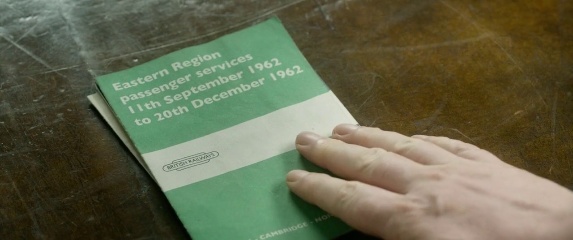 Eastern Region
passenger services
11th September 1962
to 20th December 1962
BRITISH RAILWAYS
CAMBRIDGE ·